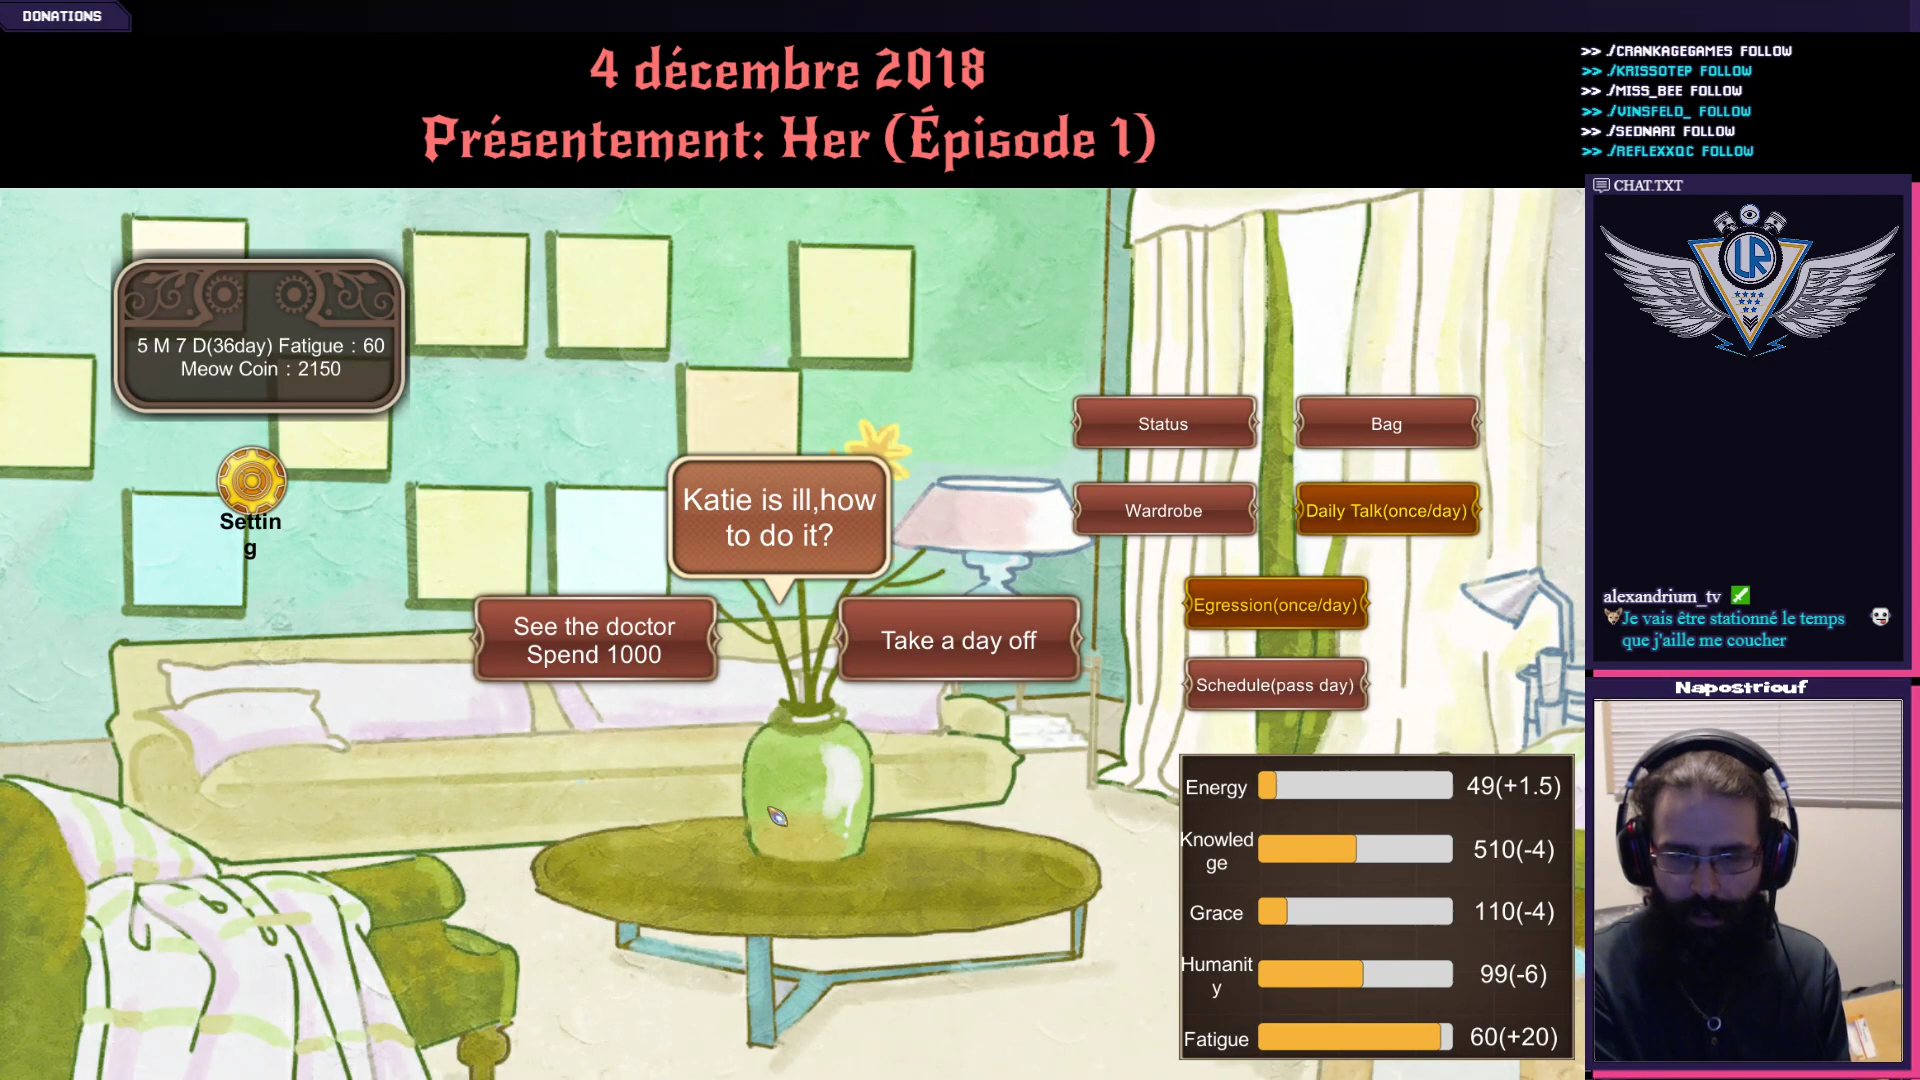 DONATIONS
4 décembre 2018
Présentement: Her (Épisode 1)
>> ./CRANKAGEGAMES FOLLOW
>> ./KRISSOTEP FOLLOW
>> ./MISS_BEE FOLLOW
>> ./VINSFELD_ FOLLOW
>> ./SEDNARI FOLLOW
>> ./REFLEXXQC FOLLOW
CHAT.TXT
LR
5 M 7 D(36day) Fatigue : 60
Meow Coin : 2150
Settin
g
Katie is ill,how
to do it?
See the doctor
Spend 1000
Take a day off
Status
Bag
Wardrobe
Daily Talk(once/day)
Egression(once/day)
Schedule(pass day)
Energy 49(+1.5)
Knowled
ge 510(-4)
Grace 110(-4)
Humanit
y 99(-6)
Fatigue 60(+20)
alexandrium_tv
Je vais être stationné le temps
que j'aille me coucher
Napostriouf